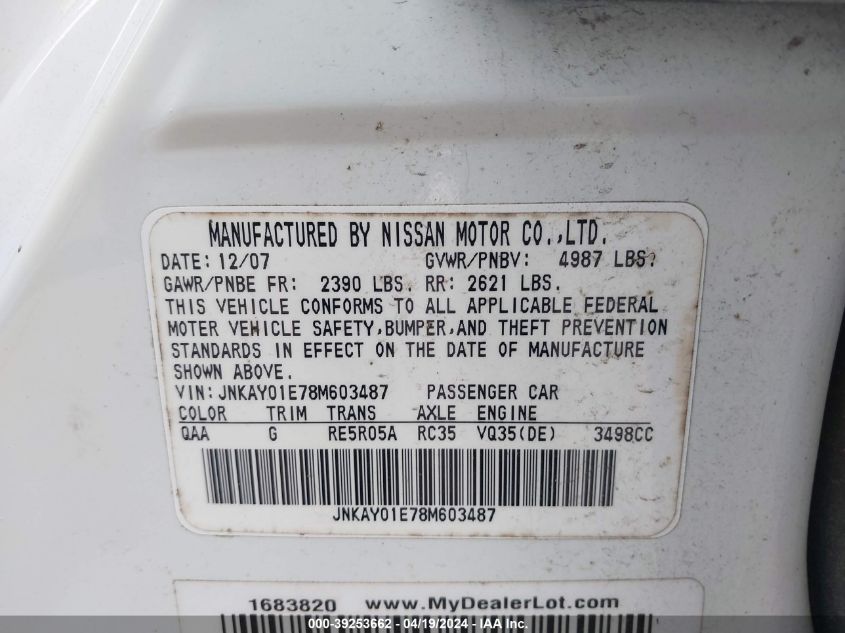 MANUFACTURED BY NISSAN MOTOR CO.,LTD.
DATE: 12/07 GVWR/PNBV: 4987 LBS.
GAWR/PNBE FR: 2390 LBS. RR: 2621 LBS.
THIS VEHICLE CONFORMS TO ALL APPLICABLE FEDERAL
MOTER VEHICLE SAFETY,BUMPER,AND THEFT PREVENTION
STANDARDS IN EFFECT ON THE DATE OF MANUFACTURE
SHOWN ABOVE.
VIN: JNKAY01E78M603487 PASSENGER CAR
COLOR TRIM TRANS AXLE ENGINE
QAA G RE5R05A RC35 VQ35(DE) 3498CC
JNKAY01E78M603487
1683820 www.MyDealerLot.com
000-39253662 - 04/19/2024 - IAA, Inc.